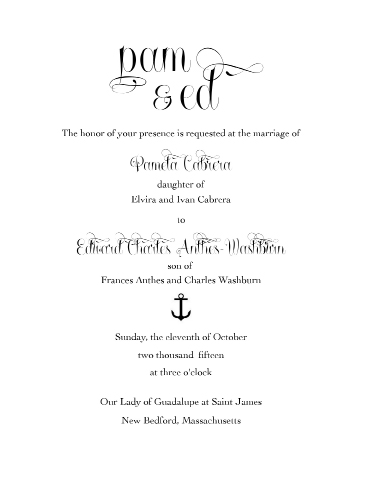 pam
& ed
The honor of your presence is requested at the marriage of
Pamela Cabrera
daughter of
Elvira and Ivan Cabrera
to
Edward Charles Anthes-Washburn
son of
Frances Anthes and Charles Washburn
Sunday, the eleventh of October
two thousand fifteen
at three o'clock
Our Lady of Guadalupe at Saint James
New Bedford, Massachusetts